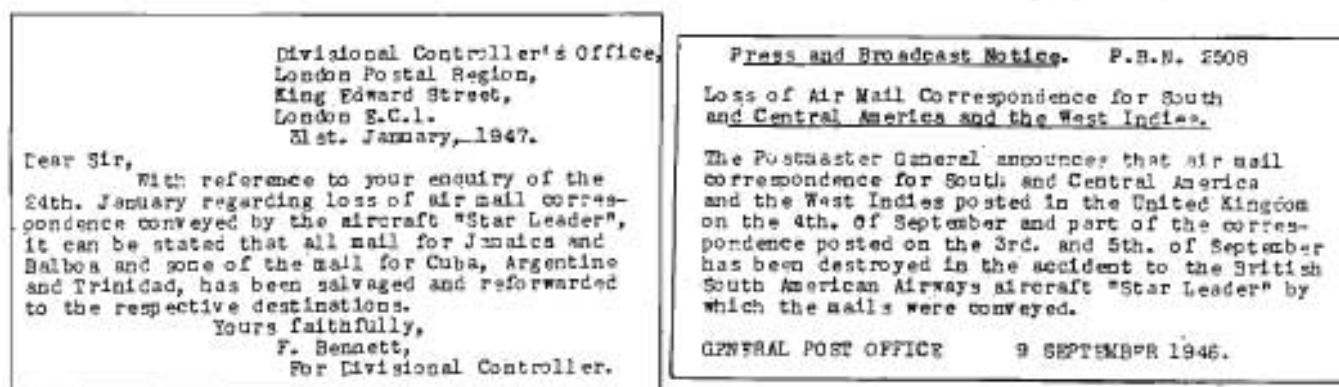 Divisional Controller's Office,
London Postal Region,
King Edward Street,
London E.C.1.
31st. January, 1947.
Dear Sir,
With reference to your enquiry of the
24th. January regarding loss of air mail corres-
pondence conveyed by the aircraft "Star Leader",
it can be stated that all mail for Jamaica and
Balboa and some of the mail for Cuba, Argentine
and Trinidad, has been salvaged and reforwarded
to the respective destinations.
Yours faithfully,
F. Bennett,
For Divisional Controller.
Press and Broadcast Notice. P.B.N. 2508
Loss of Air Mail Correspondence for South
and Central America and the West Indies.
The Postmaster General announces that air mail
correspondence for South and Central America
and the West Indies posted in the United Kingdom
on the 4th. Of September and part of the corres-
pondence posted on the 3rd. and 5th. of September
has been destroyed in the accident to the British
South American Airways aircraft "Star Leader" by
which the mails were conveyed.
GENERAL POST OFFICE 9 SEPTEMBER 1946.